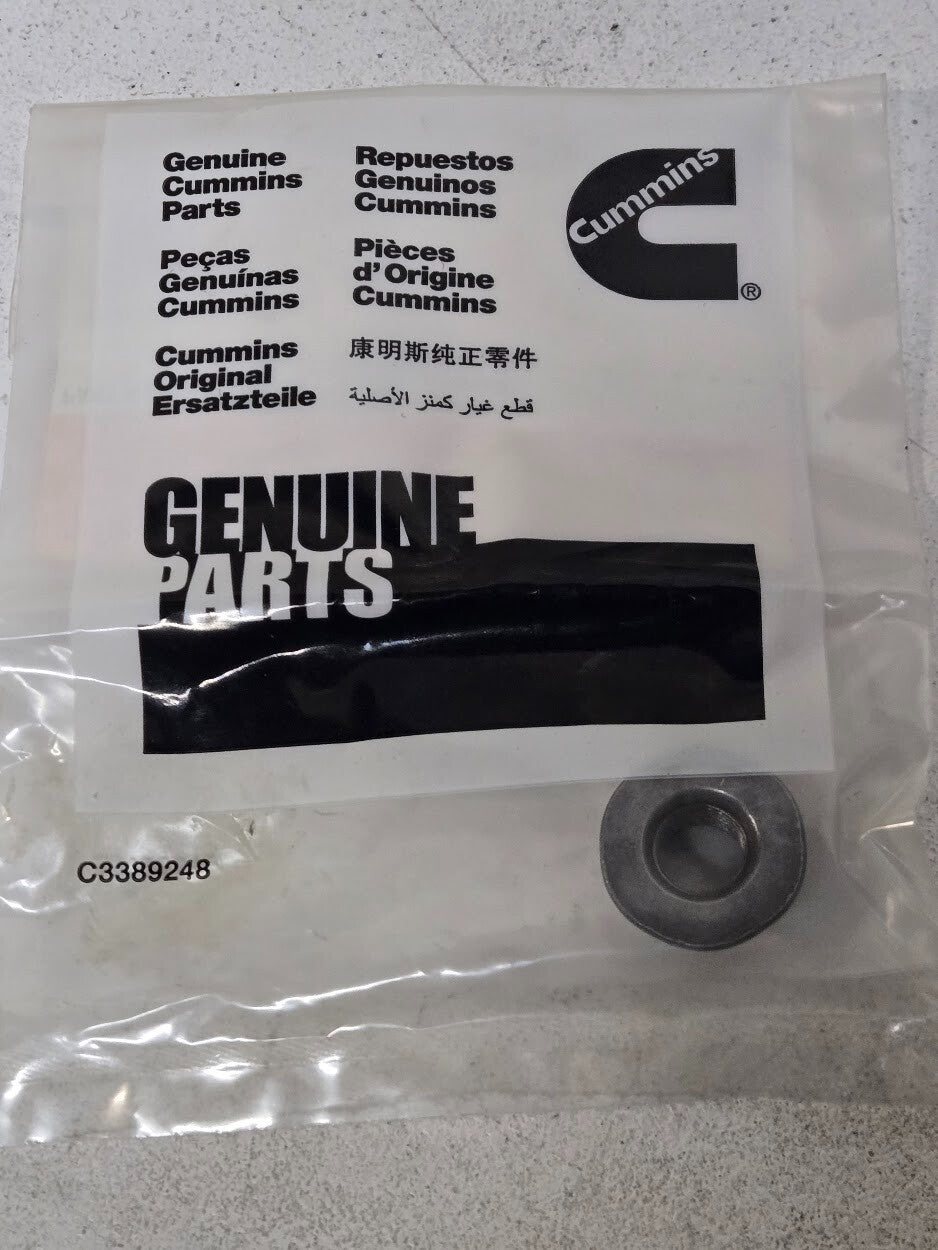 Genuine
Cummins
Parts
Repuestos
Genuinos
Cummins
Cummins
®
Peças
Genuínas
Cummins
Pièces
d'Origine
Cummins
Cummins
Original
Ersatzteile
康明斯纯正零件
قطع غيار كمنز الأصلية
GENUINE
PARTS
C3389248